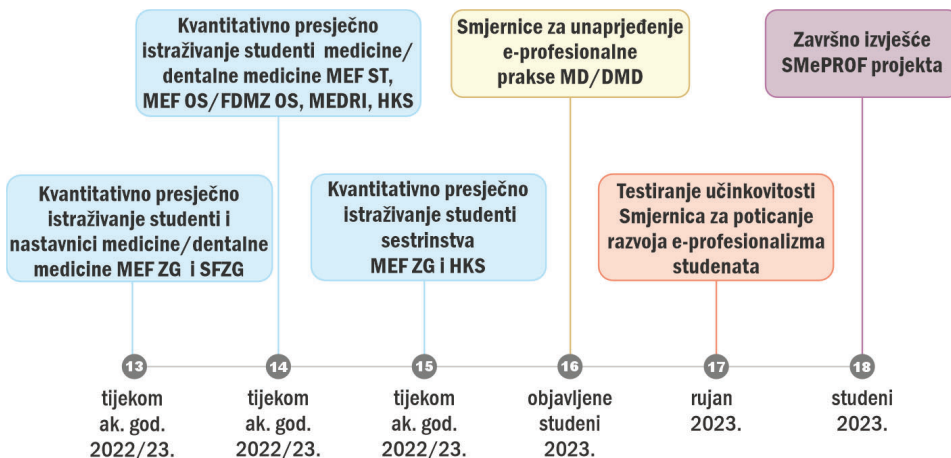 Kvantitativno presječno
istraživanje studenti  medicine/
dentalne medicine MEF ST,
MEF OS/FDMZ OS, MEDRI, HKS
Smjernice za unaprjeđenje
e-profesionalne
prakse MD/DMD
Završno izvješće
SMePROF projekta
Kvantitativno presječno
istraživanje studenti i
nastavnici medicine/dentalne
medicine MEF ZG  i SFZG
Kvantitativno presječno
istraživanje studenti
sestrinstva
MEF ZG i HKS
Testiranje učinkovitosti
Smjernica za poticanje
razvoja e-profesionalizma
studenata
13
14
15
16
17
18
tijekom
ak. god.
2022/23.
tijekom
ak. god.
2022/23.
tijekom
ak. god.
2022/23.
objavljene
studeni
2023.
rujan
2023.
studeni
2023.